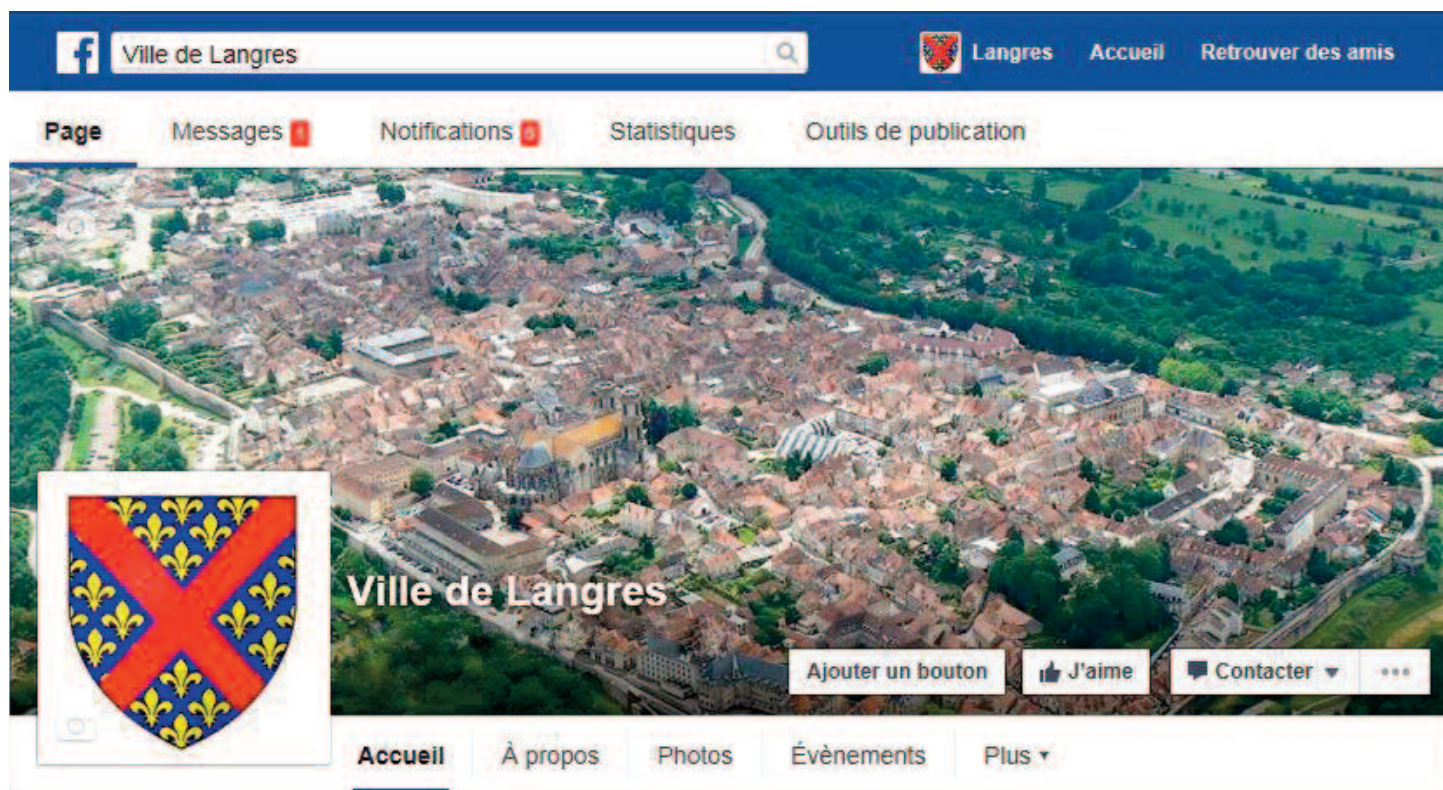 f Ville de Langres Langres Accueil Retrouver des amis
Page Messages Notifications Statistiques Outils de publication
Ville de Langres
Ajouter un bouton J'aime Contacter
Accueil À propos Photos Évènements Plus